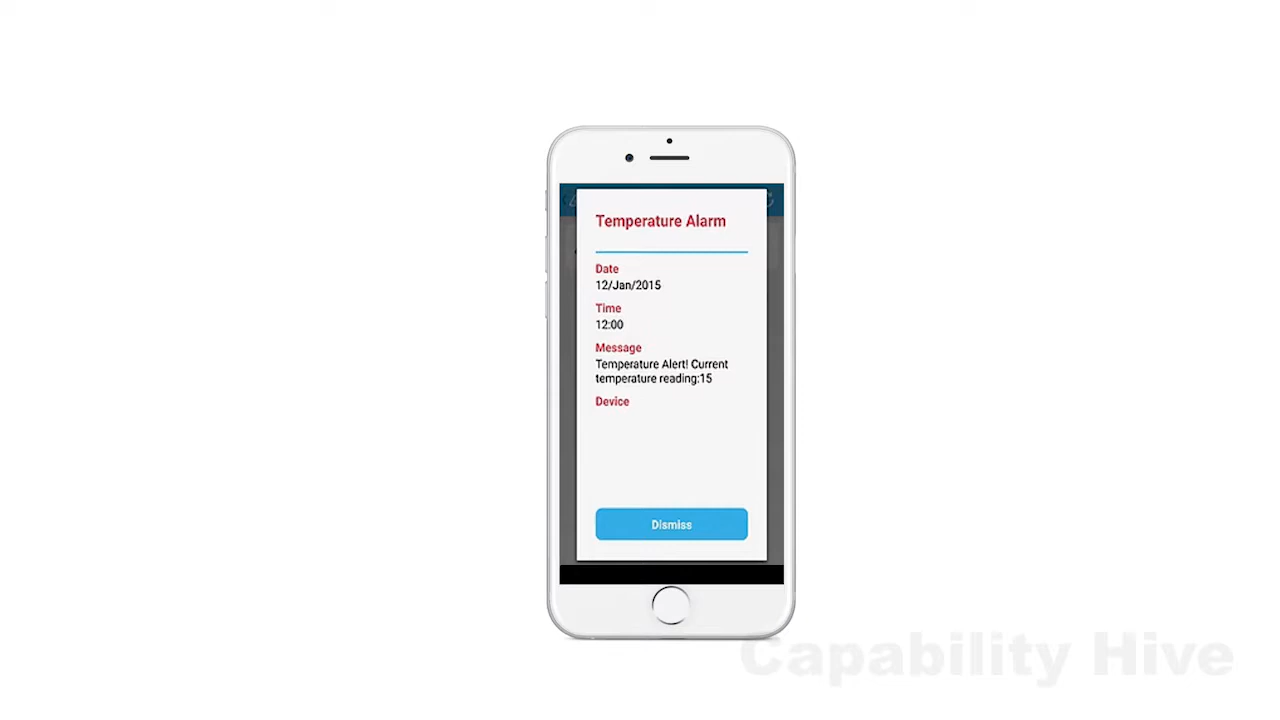 Temperature Alarm
Date
12/Jan/2015
Time
12:00
Message
Temperature Alert! Current
temperature reading:15
Device
Dismiss
Capability Hive